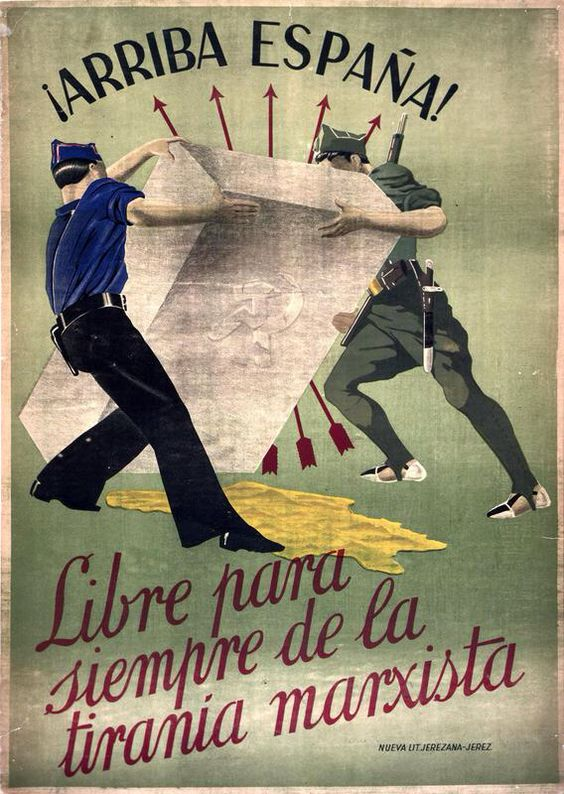 ¡ARRIBA ESPAÑA!
Libre para
siempre de la
tiranía marxista
NUEVA LIT. JEREZANA-JEREZ